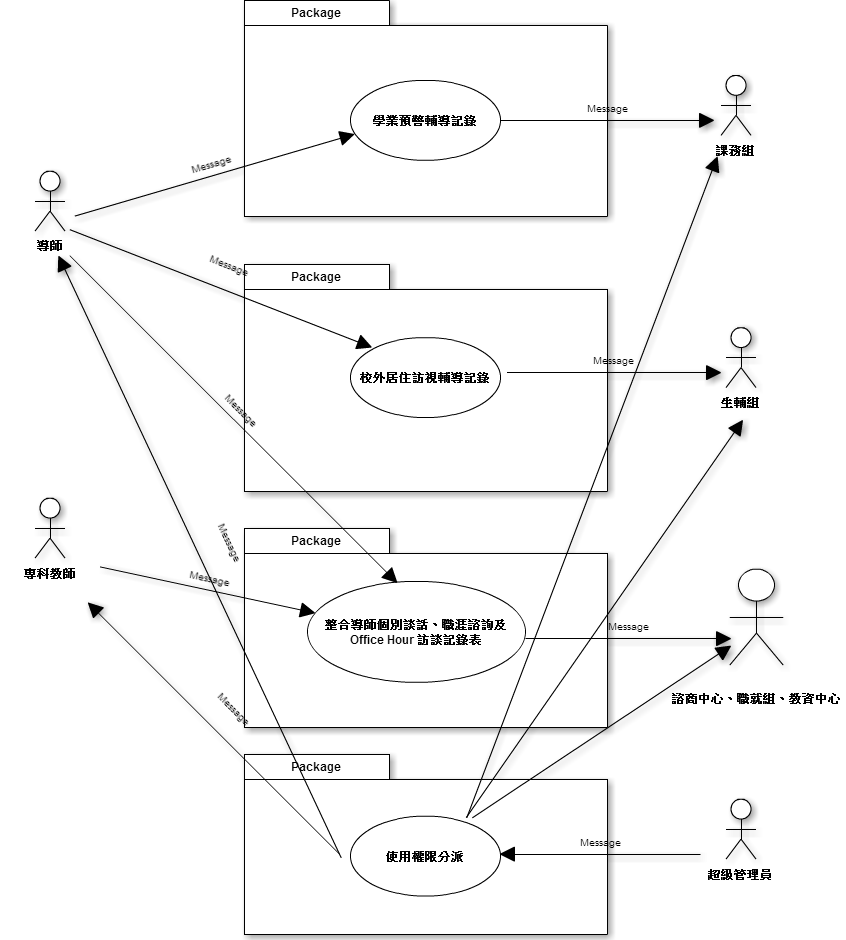 Package
學業預警輔導記錄
Message
課務組
Message
導師
Message
Package
校外居住訪視輔導記錄
Message
生輔組
Message
專科教師
Message
Message
Package
整合導師個別談話、職涯諮詢及
Office Hour 訪談記錄表
Message
諮商中心、職就組、教資中心
Message
Package
使用權限分派
Message
超級管理員